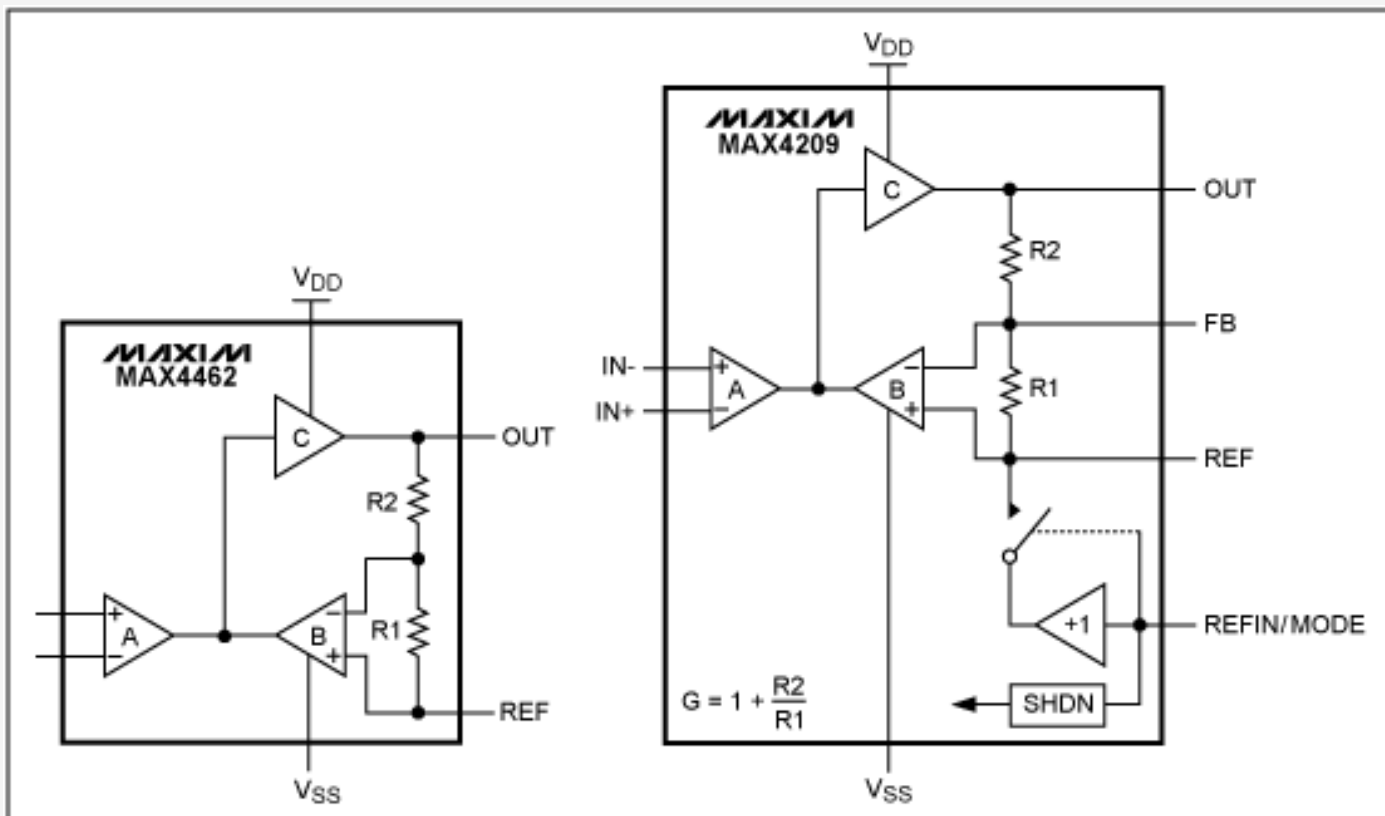 VDD
MAXIM
MAX4462
C
OUT
R2
A
+
−
B
−
+
R1
REF
VSS
VDD
MAXIM
MAX4209
C
OUT
R2
FB
IN-
IN+
+
−
A
B
−
+
R1
REF
+1
REFIN/MODE
SHDN
G = 1 + R2/R1
VSS